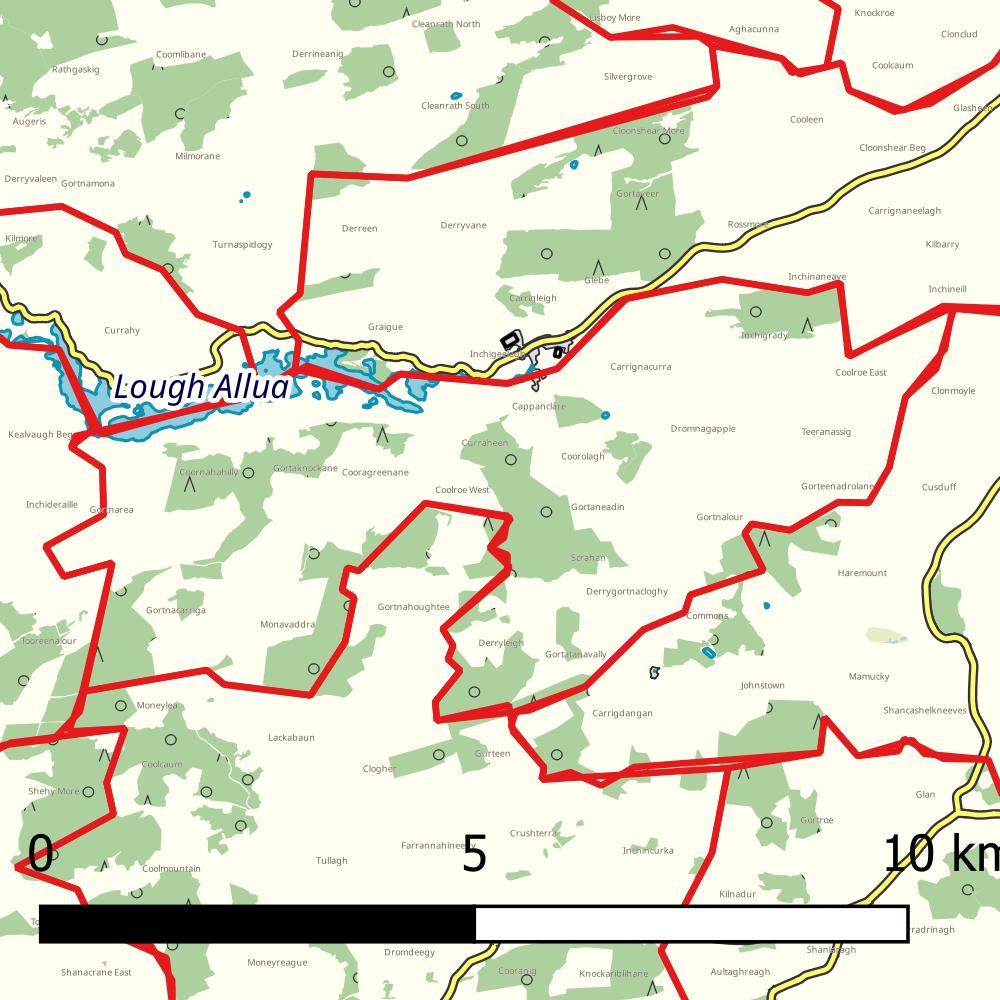 Lisboy More
Knockroe
Cleanrath North
Aghacunna
Clonclud
Coomlibane
Derrineanig
Rathgaskig
Silvergrove
Coolcaum
Cleanrath South
Augeris
Cooleen
Cloonshear More
Cloonshear Beg
Milmorane
Derryvaleen
Gortnamona
Gortaveer
Carrignaneelagh
Kilmore
Turnaspidogy
Derreen
Derryvane
Rossmore
Kilbarry
Glebe
Inchinaneave
Inchineill
Carrigleigh
Currahy
Graigue
Inchigrady
Carrignacurra
Coolroe East
Lough Allua
Clonmoyle
Cappanclare
Kealvaugh Beg
Dromnagapple
Teeranassig
Curraheen
Coornahahilly
Gortaknockane
Cooragreenane
Coorolagh
Coolroe West
Gorteenadrolane
Cusduff
Inchideraille
Gortnarea
Gortaneadin
Gortnalour
Scrahan
Haremount
Derrygortnacloghy
Gortnacarriga
Gortnahoughtee
Monavaddra
Commons
Tooreenalour
Derryleigh
Gortatanavally
Johnstown
Mamucky
Moneylea
Carrigdangan
Shancashelkneeves
Lackabaun
Gurteen
Clogher
Coolcaum
Shehy More
Glan
Gortroe
Crushterra
Inchincurka
0
5
10 km
Tullagh
Coolmountain
Kilnadur
Shanacrane East
Moneyreague
Dromdeegy
Cooranig
Knockariblihane
Aultaghreagh
Shanlaragh